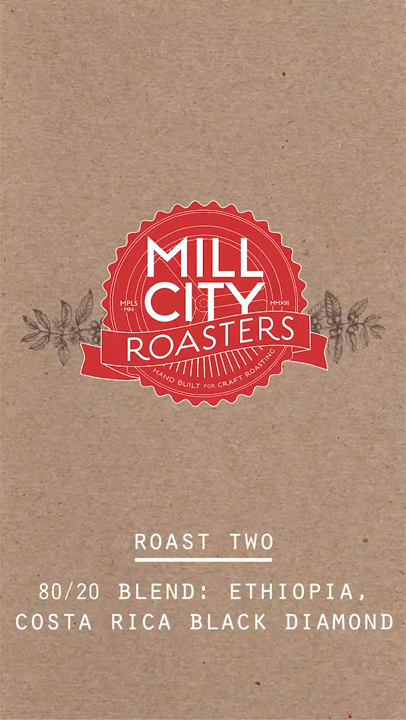 MILL
CITY
MPLS
MN
MMXIII
ROASTERS
HAND BUILT FOR CRAFT ROASTING
ROAST TWO
80/20 BLEND: ETHIOPIA,
COSTA RICA BLACK DIAMOND